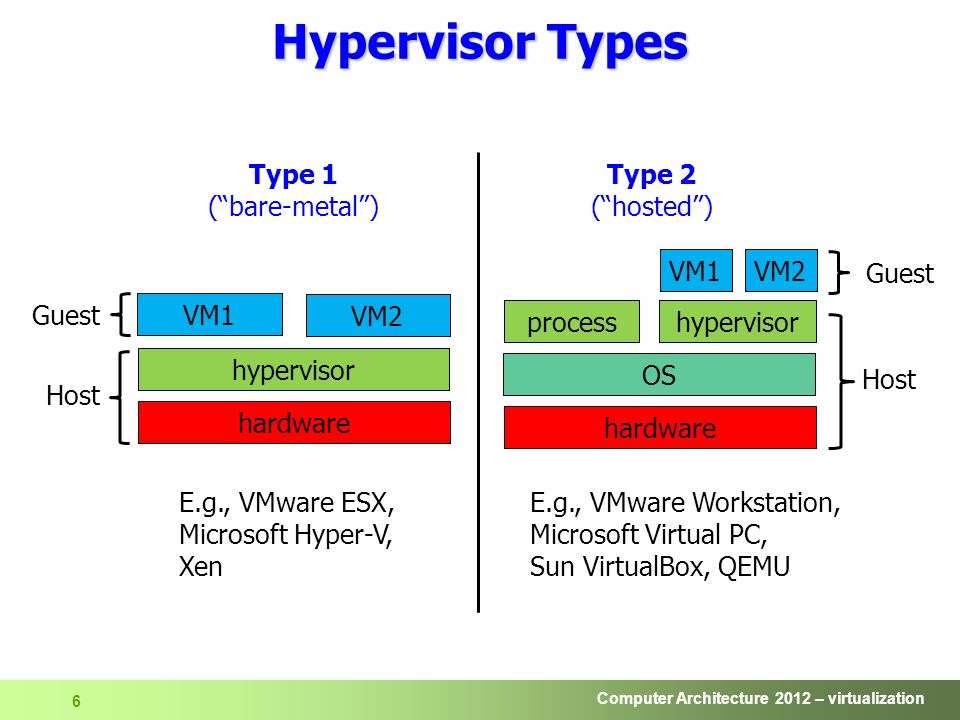 Hypervisor Types
Type 1
(“bare-metal”)
Guest
VM1
VM2
Host
hypervisor
hardware
E.g., VMware ESX,
Microsoft Hyper-V,
Xen
Type 2
(“hosted”)
VM1
VM2
Guest
process
hypervisor
OS
Host
hardware
E.g., VMware Workstation,
Microsoft Virtual PC,
Sun VirtualBox, QEMU
6
Computer Architecture 2012 – virtualization